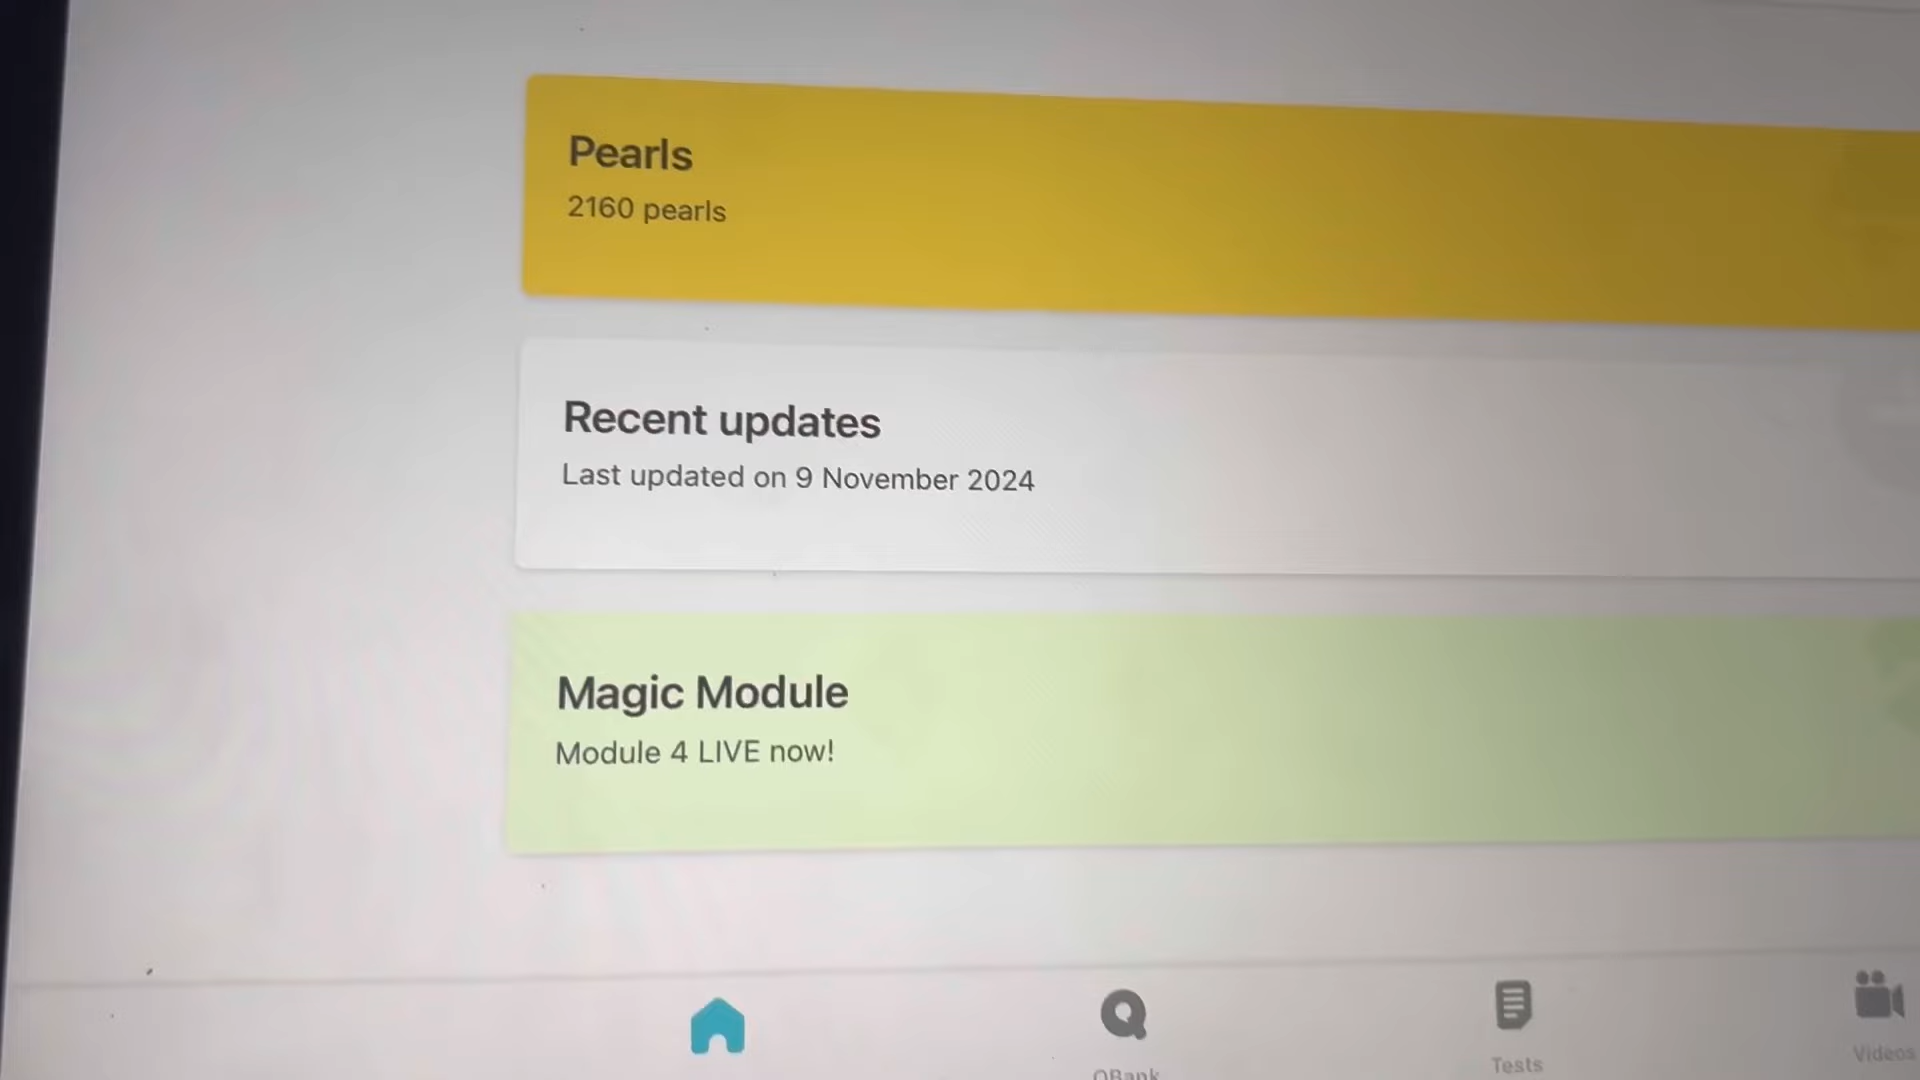 Pearls
2160 pearls
Recent updates
Last updated on 9 November 2024
Magic Module
Module 4 LIVE now!
QBank
Tests
Videos